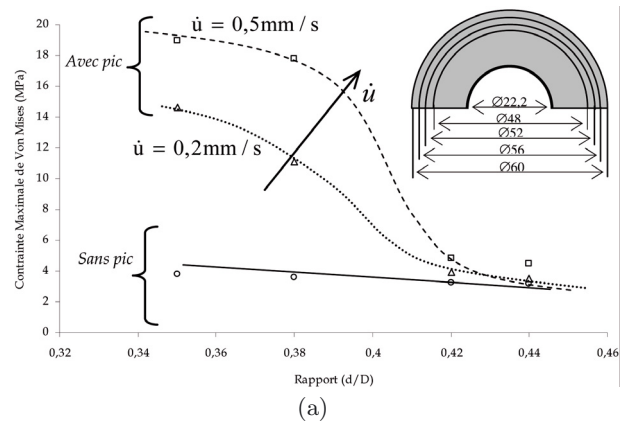 Contrainte Maximale de Von Mises (MPa)
20
18
16
14
12
10
8
6
4
2
0
0,32
0,34
0,36
0,38
0,4
0,42
0,44
0,46
Rapport (d/D)
Avec pic
Sans pic
u̇ = 0,5mm / s
u̇ = 0,2mm / s
u̇
Ø22,2
Ø48
Ø52
Ø56
Ø60
(a)